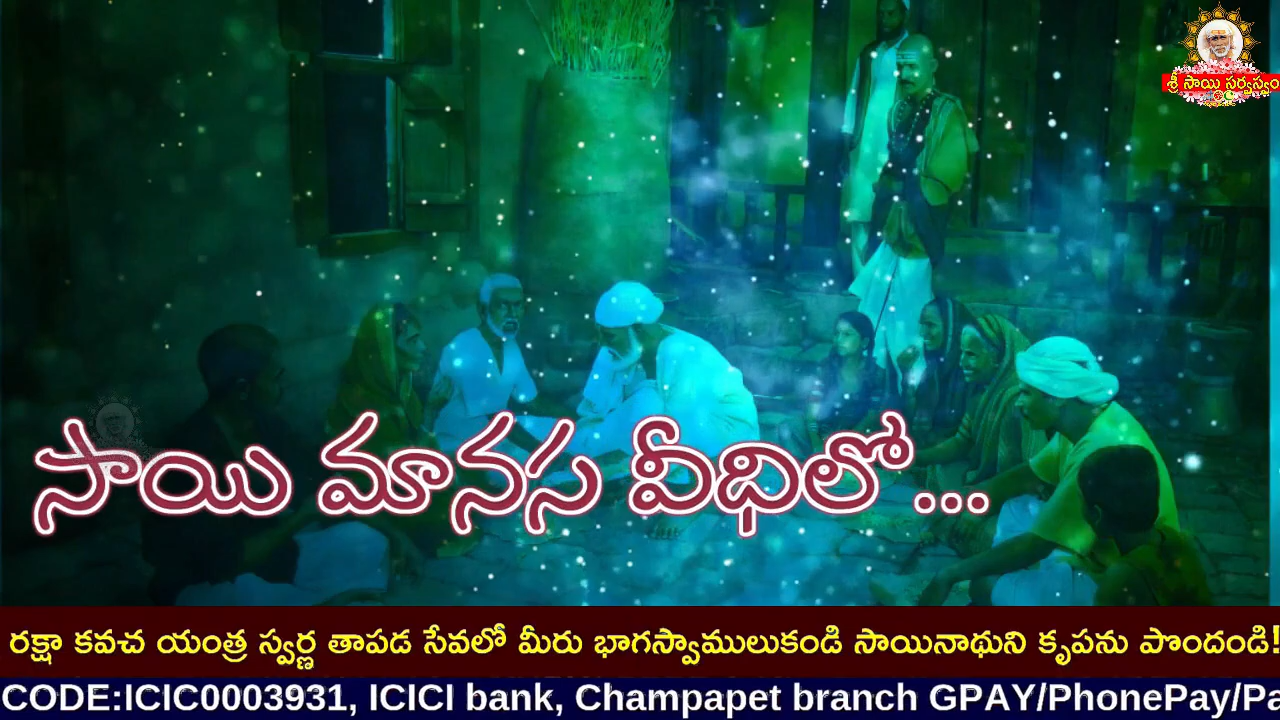 శ్రీ సాయి సర్వస్వం
సాయి మానస వీధిలో ...
రక్షా కవచ యంత్ర స్వర్ణ తాపడ సేవలో మీరు భాగస్వాములుకండి సాయినాథుని కృపను పొందండి!
CODE:ICIC0003931, ICICI bank, Champapet branch GPAY/PhonePay/Pa